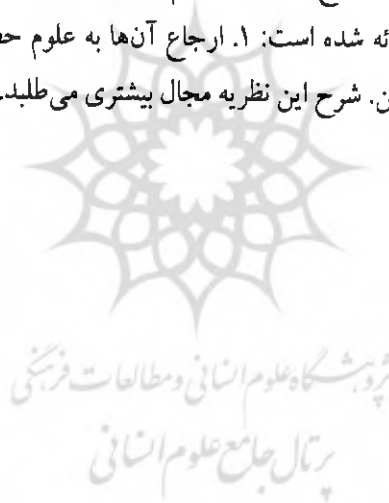 ئه شده است: ۱. ارجاع آن‌ها به علوم حض
ن. شرح این نظریه مجال بیشتری می‌طلبد.
پژوهشگاه علوم انسانی و مطالعات فرهنگی
پرتال جامع علوم انسانی